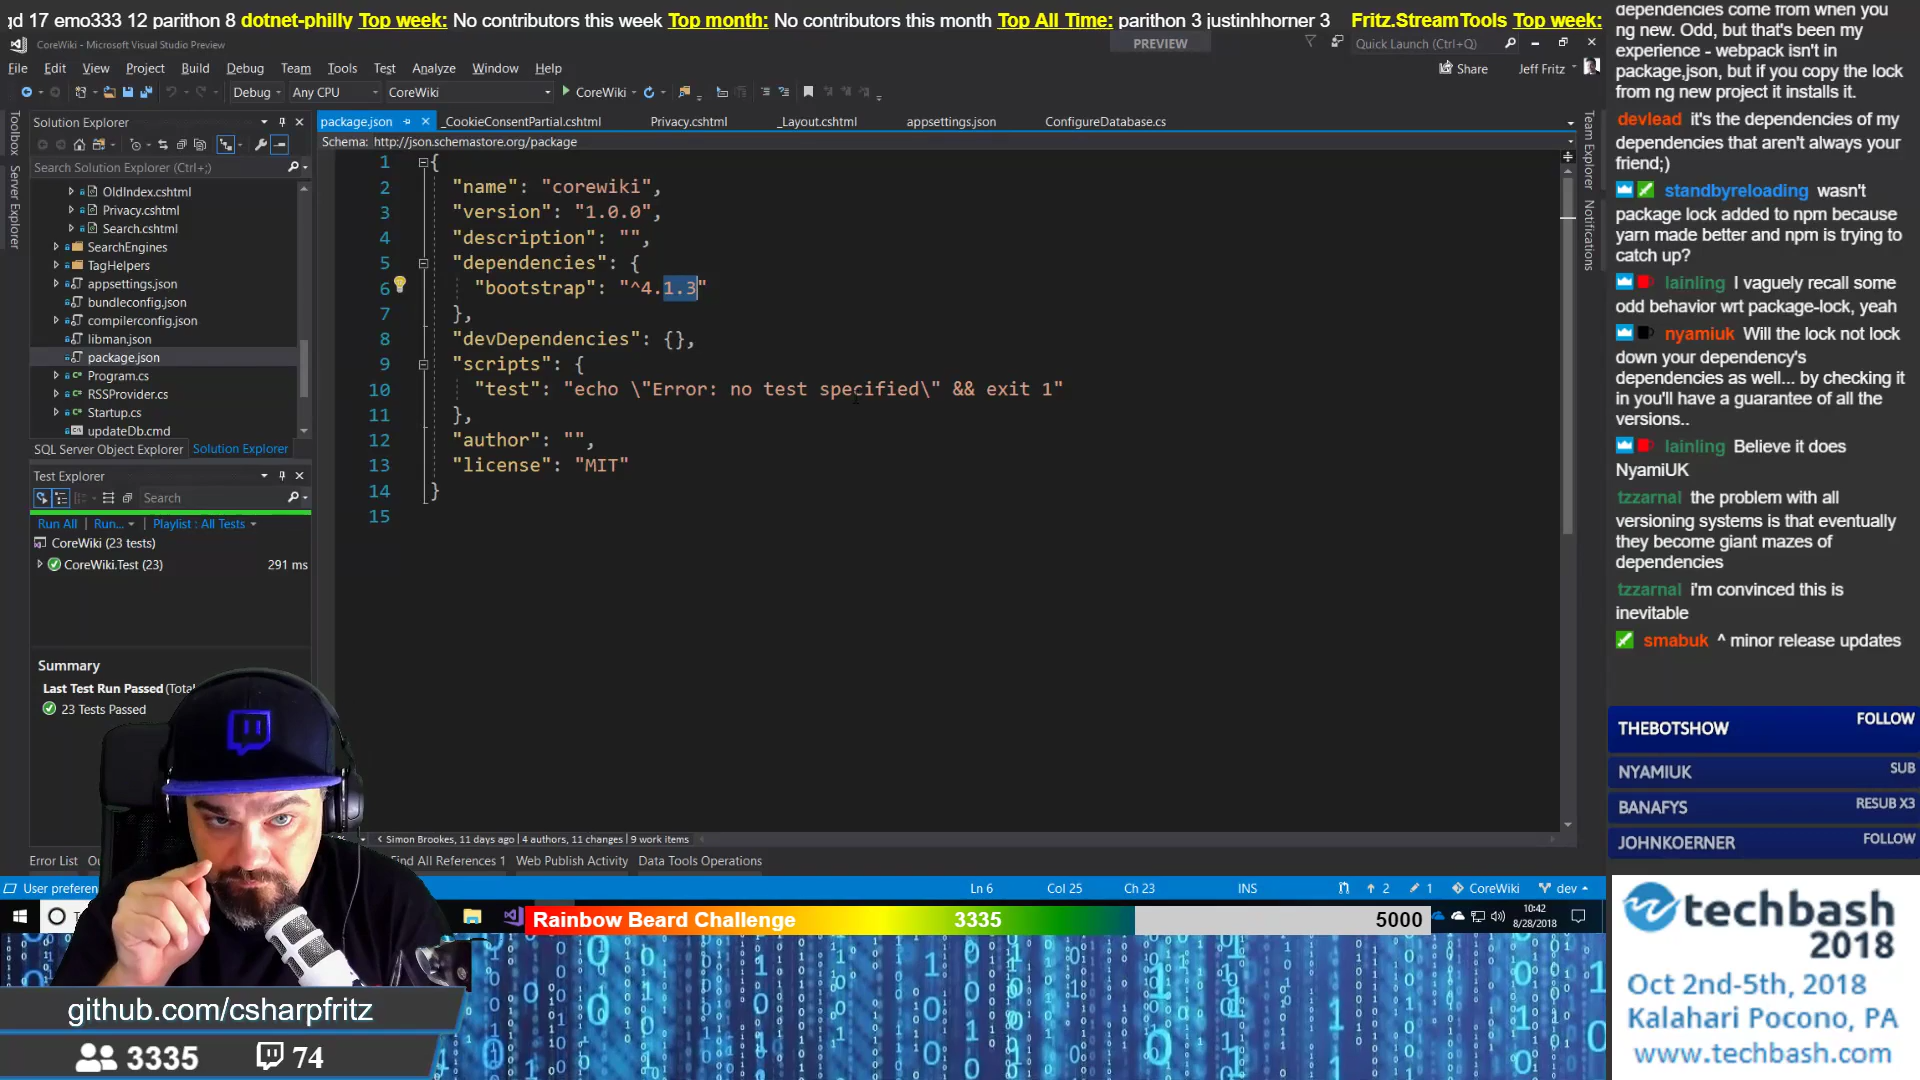 gd 17 emo333 12 parithon 8 dotnet-philly Top week: No contributors this week Top month: No contributors this month Top All Time: parithon 3 justinhhorner 3 Fritz.StreamTools Top week:
CoreWiki - Microsoft Visual Studio Preview
PREVIEW
Quick Launch (Ctrl+Q)
File Edit View Project Build Debug Team Tools Test Analyze Window Help
Share
Jeff Fritz
Debug Any CPU CoreWiki CoreWiki
Toolbox
Server Explorer
Solution Explorer
Search Solution Explorer (Ctrl+;)
OldIndex.cshtml
Privacy.cshtml
Search.cshtml
SearchEngines
TagHelpers
appsettings.json
bundleconfig.json
compilerconfig.json
libman.json
package.json
Program.cs
RSSProvider.cs
Startup.cs
updateDb.cmd
SQL Server Object Explorer Solution Explorer
Test Explorer
Search
Run All Run... Playlist : All Tests
CoreWiki (23 tests)
CoreWiki.Test (23) 291 ms
Summary
Last Test Run Passed (Total
23 Tests Passed
package.json _CookieConsentPartial.cshtml Privacy.cshtml _Layout.cshtml appsettings.json ConfigureDatabase.cs
Schema: http://json.schemastore.org/package
1 {
2 "name": "corewiki",
3 "version": "1.0.0",
4 "description": "",
5 "dependencies": {
6 "bootstrap": "^4.1.3"
7 },
8 "devDependencies": {},
9 "scripts": {
10 "test": "echo \"Error: no test specified\" && exit 1"
11 },
12 "author": "",
13 "license": "MIT"
14 }
15
Team Explorer
Notifications
Simon Brookes, 11 days ago | 4 authors, 11 changes | 9 work items
Error List Ou
Find All References 1 Web Publish Activity Data Tools Operations
User preferen
Ln 6 Col 25 Ch 23 INS
2 1 CoreWiki dev
10:42
8/28/2018
Rainbow Beard Challenge 3335 5000
github.com/csharpfritz
3335 74
dependencies come from when you
ng new. Odd, but that's been my
experience - webpack isn't in
package,json, but if you copy the lock
from ng new project it installs it.
devlead it's the dependencies of my
dependencies that aren't always your
friend;)
standbyreloading wasn't
package lock added to npm because
yarn made better and npm is trying to
catch up?
lainling I vaguely recall some
odd behavior wrt package-lock, yeah
nyamiuk Will the lock not lock
down your dependency's
dependencies as well... by checking it
in you'll have a guarantee of all the
versions..
lainling Believe it does
NyamiUK
tzzarnal the problem with all
versioning systems is that eventually
they become giant mazes of
dependencies
tzzarnal i'm convinced this is
inevitable
smabuk ^ minor release updates
THEBOTSHOW FOLLOW
NYAMIUK SUB
BANAFYS RESUB X3
JOHNKOERNER FOLLOW
techbash
2018
Oct 2nd-5th, 2018
Kalahari Pocono, PA
www.techbash.com